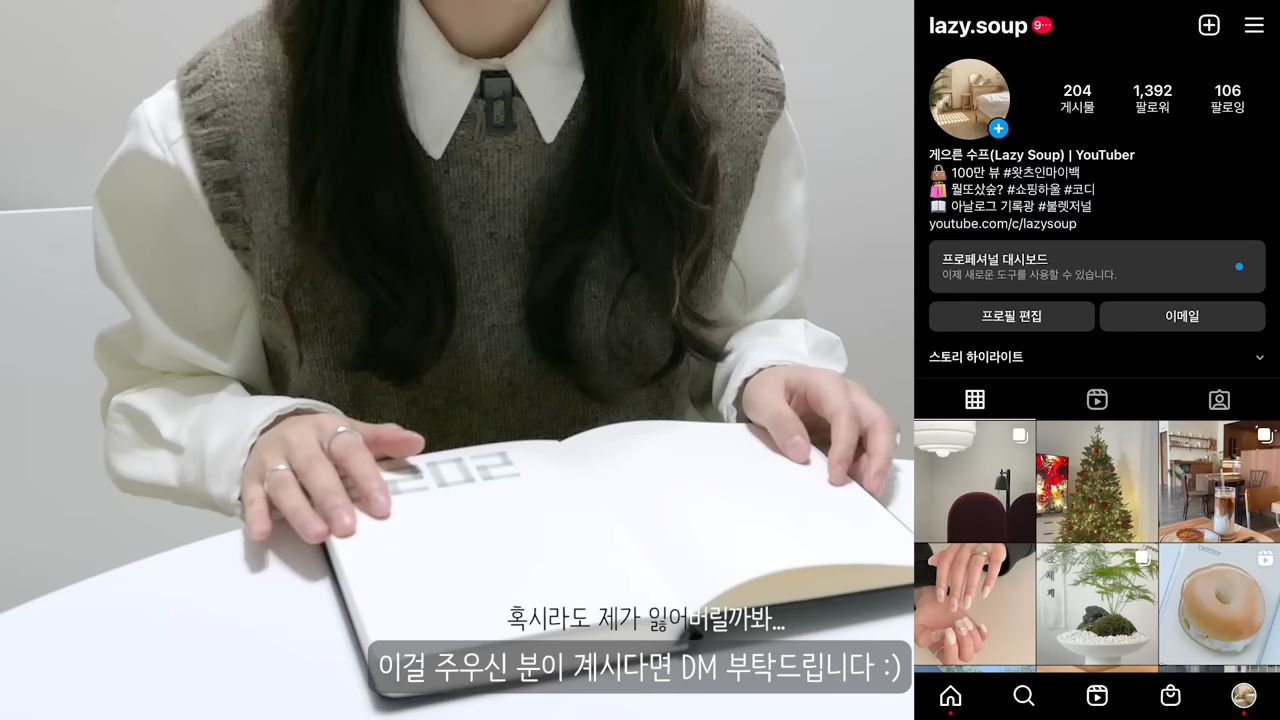 202
혹시라도 제가 잃어버릴까봐...
이걸 주우신 분이 계시다면 DM 부탁드립니다 :)
lazy.soup 9...
204 1,392 106
게시물 팔로워 팔로잉
게으른 수프(Lazy Soup) | YouTuber
👜 100만 뷰 #왓츠인마이백
🛍️ 뭘또샀숲? #쇼핑하울 #코디
📖 아날로그 기록광 #불렛저널
youtube.com/c/lazysoup
프로페셔널 대시보드
이제 새로운 도구를 사용할 수 있습니다.
프로필 편집 이메일
스토리 하이라이트